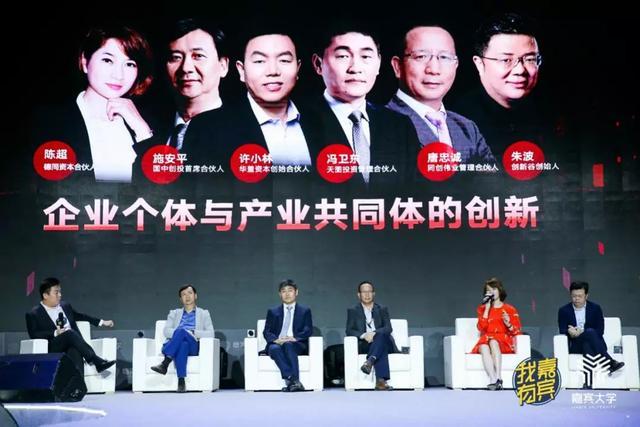 陈超
德同资本合伙人
施安平
国中创投首席合伙人
许小林
华盖资本创始合伙人
冯卫东
天图投资管理合伙人
唐忠诚
同创伟业管理合伙人
朱波
创新谷创始人
企业个体与产业共同体的创新
我有嘉宾
嘉宾大学